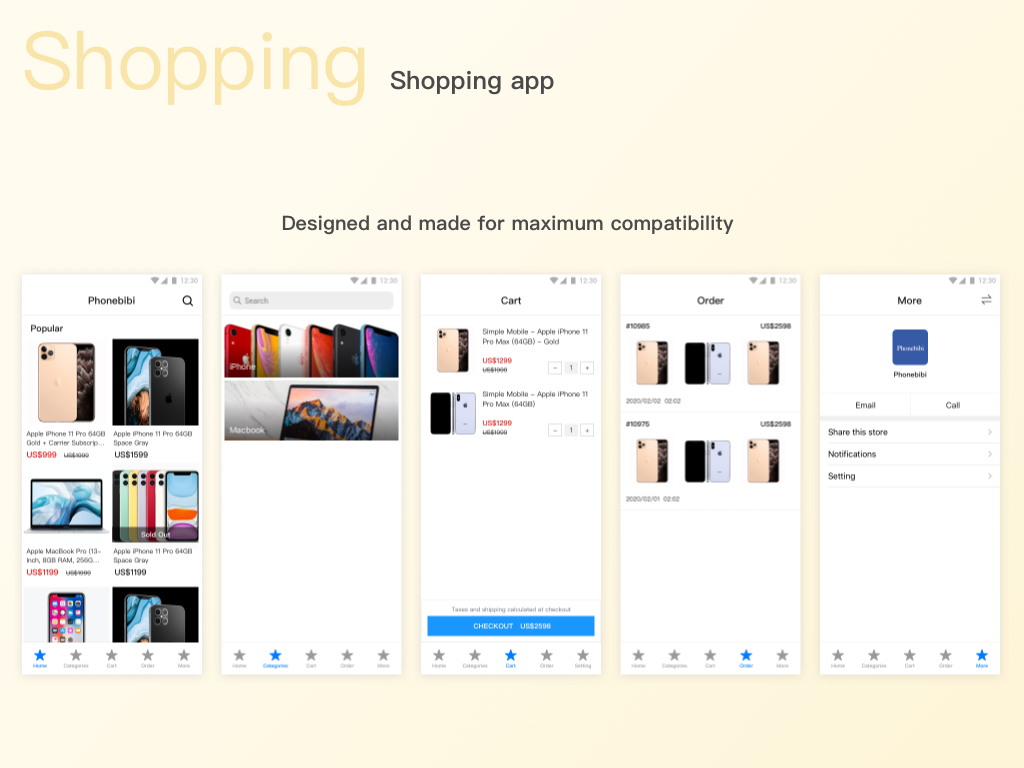 Shopping
Shopping app
Designed and made for maximum compatibility
12:30
Phonebibi
Popular
Apple iPhone 11 Pro 64GB
Gold + Carrier Subscrip...
US$999 US$1099
Apple iPhone 11 Pro 64GB
Space Gray
US$1599
Sold Out
Apple MacBook Pro (13-
Inch, 8GB RAM, 256G...
US$1199 US$1999
Apple iPhone 11 Pro 64GB
Space Gray
US$1199
Home Categories Cart Order More
12:30
Search
iPhone
Macbook
Home Categories Cart Order More
12:30
Cart
Simple Mobile - Apple iPhone 11
Pro Max (64GB) - Gold
US$1299
US$1999
- 1 +
Simple Mobile - Apple iPhone 11
Pro Max (64GB)
US$1299
US$1999
- 1 +
Taxes and shipping calculated at checkout
CHECKOUT US$2598
Home Categories Cart Order Setting
12:30
Order
#10985 US$2598
2020/02/02 02:02
#10975 US$2598
2020/02/01 02:02
Home Categories Cart Order More
12:30
More
Phonebibi
Phonebibi
Email Call
Share this store
Notifications
Setting
Home Categories Cart Order More